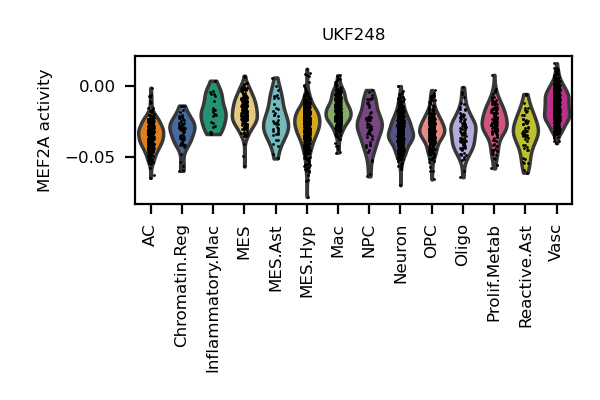 UKF248
MEF2A activity
0.00
−0.05
AC
Chromatin.Reg
Inflammatory.Mac
MES
MES.Ast
MES.Hyp
Mac
NPC
Neuron
OPC
Oligo
Prolif.Metab
Reactive.Ast
Vasc